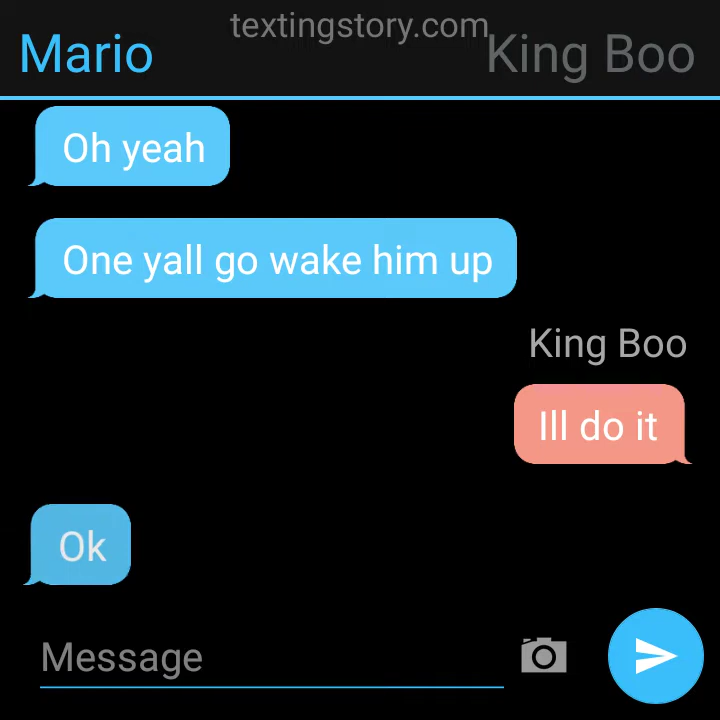 textingstory.com
Mario King Boo
Oh yeah
One yall go wake him up
King Boo
Ill do it
Ok
Message